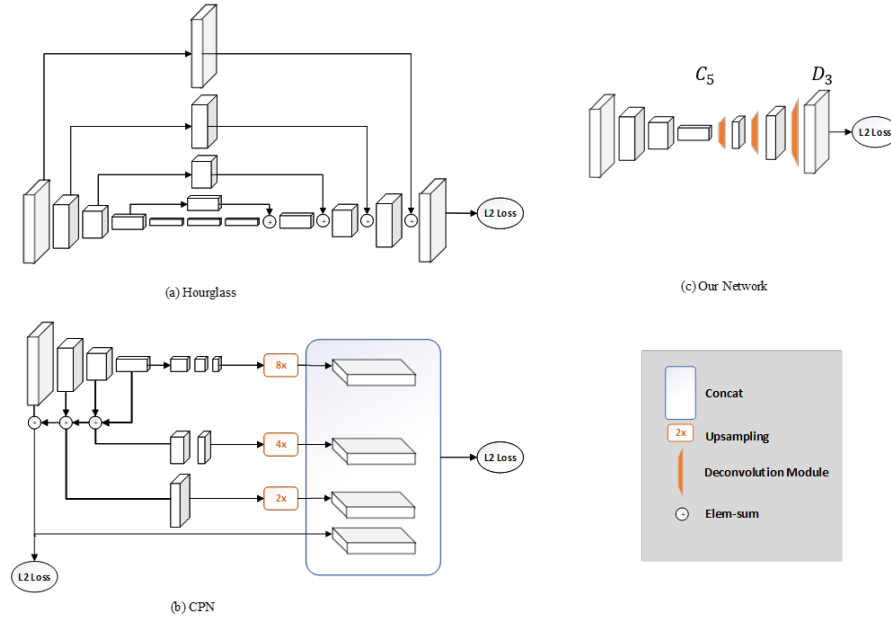 L2 Loss
(a) Hourglass
C5
D3
L2 Loss
(c) Our Network
8x
4x
2x
L2 Loss
L2 Loss
(b) CPN
Concat
2x
Upsampling
Deconvolution Module
Elem-sum